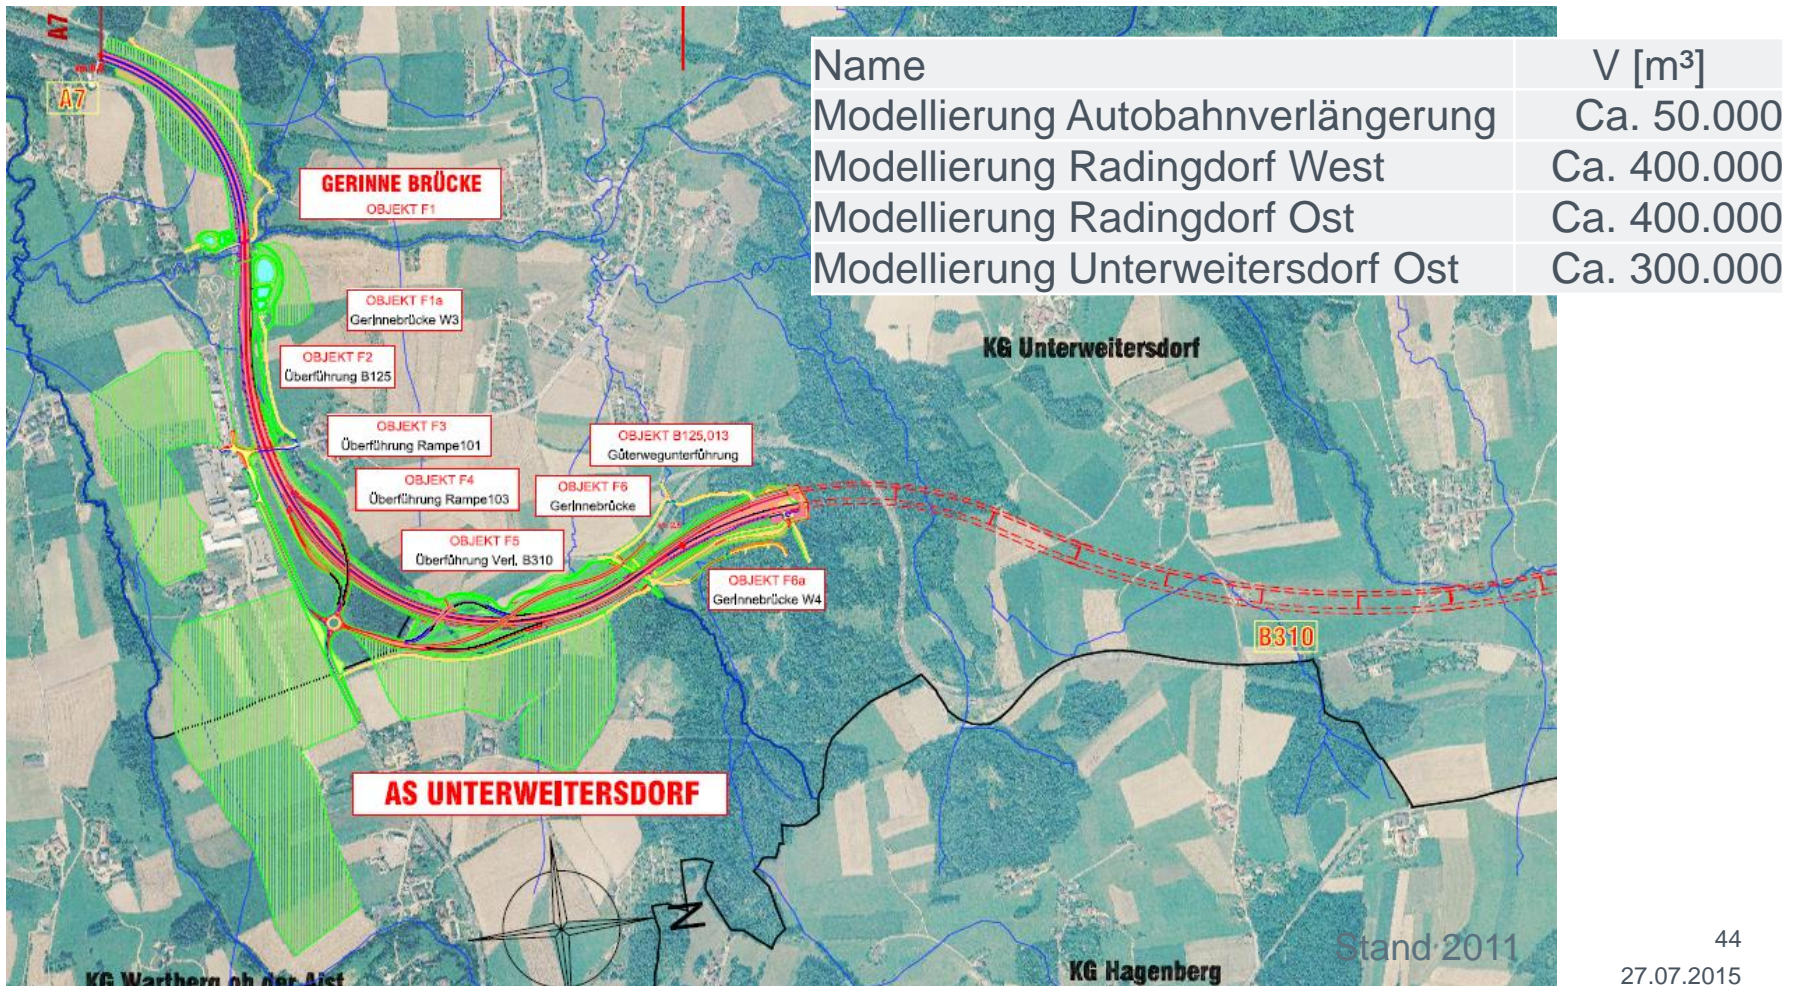 A7
A7
Name V [m³]
Modellierung Autobahnverlängerung Ca. 50.000
Modellierung Radingdorf West Ca. 400.000
Modellierung Radingdorf Ost Ca. 400.000
Modellierung Unterweitersdorf Ost Ca. 300.000
GERINNE BRÜCKE
OBJEKT F1
OBJEKT F1a
Gerinnebrücke W3
OBJEKT F2
Überführung B125
KG Unterweitersdorf
OBJEKT F3
Überführung Rampe101
OBJEKT B125,013
Güterwegunterführung
OBJEKT F4
Überführung Rampe103
OBJEKT F6
Gerinnebrücke
OBJEKT F5
Überführung Verl. B310
OBJEKT F6a
Gerinnebrücke W4
B310
AS UNTERWEITERSDORF
N
Stand 2011
KG Wartberg ob der Aist
KG Hagenberg
44
27.07.2015